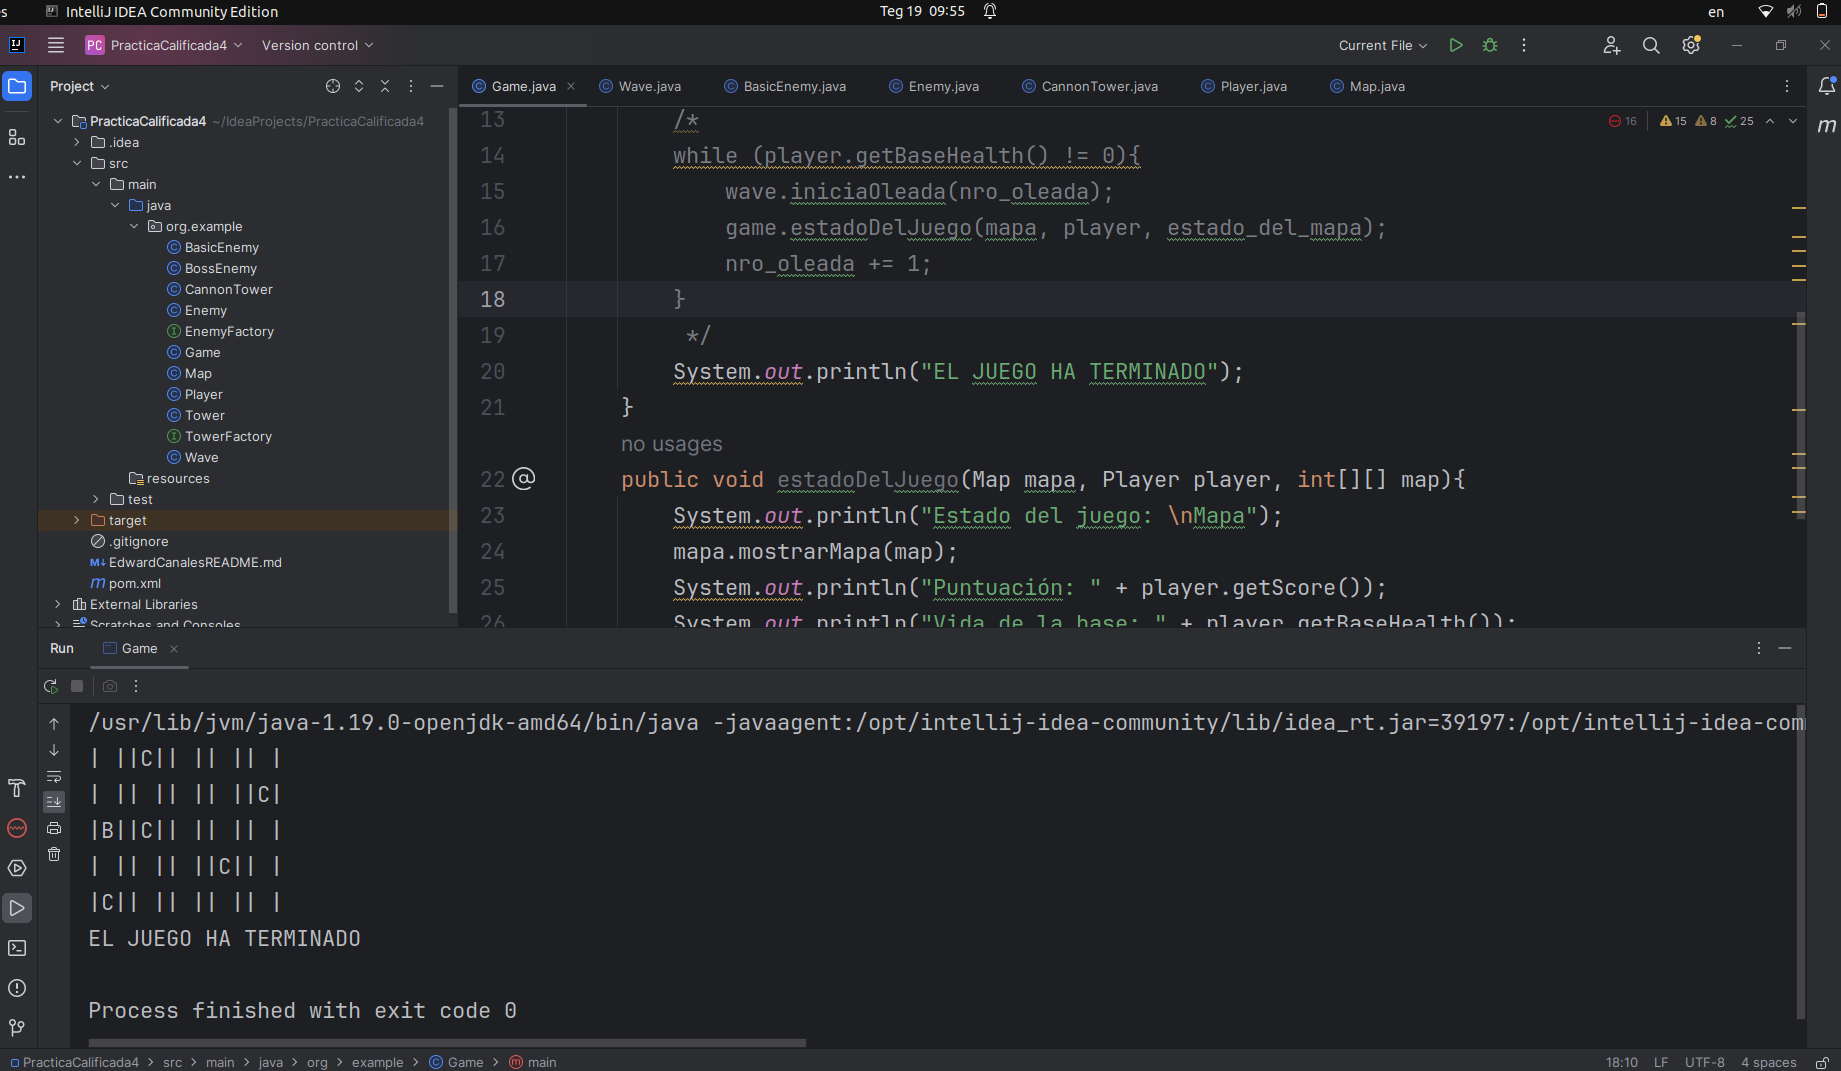 s IntelliJ IDEA Community Edition Teg 19 09:55 en
PC PracticaCalificada4 Version control Current File
Project
PracticaCalificada4 ~/IdeaProjects/PracticaCalificada4
.idea
src
main
java
org.example
BasicEnemy
BossEnemy
CannonTower
Enemy
EnemyFactory
Game
Map
Player
Tower
TowerFactory
Wave
resources
test
target
.gitignore
EdwardCanalesREADME.md
pom.xml
External Libraries
Scratches and Consoles
Game.java Wave.java BasicEnemy.java Enemy.java CannonTower.java Player.java Map.java
16 15 8 25
13 /*
14 while (player.getBaseHealth() != 0){
15 wave.iniciaOleada(nro_oleada);
16 game.estadoDelJuego(mapa, player, estado_del_mapa);
17 nro_oleada += 1;
18 }
19 */
20 System.out.println("EL JUEGO HA TERMINADO");
21 }
no usages
22 public void estadoDelJuego(Map mapa, Player player, int[][] map){
23 System.out.println("Estado del juego: \nMapa");
24 mapa.mostrarMapa(map);
25 System.out.println("Puntuación: " + player.getScore());
26 System.out.println("Vida de la base: " + player.getBaseHealth());
Run Game
/usr/lib/jvm/java-1.19.0-openjdk-amd64/bin/java -javaagent:/opt/intellij-idea-community/lib/idea_rt.jar=39197:/opt/intellij-idea-com
| ||C|| || || |
| || || || ||C|
|B||C|| || || |
| || || ||C|| |
|C|| || || || |
EL JUEGO HA TERMINADO
Process finished with exit code 0
PracticaCalificada4 > src > main > java > org > example > Game > main 18:10 LF UTF-8 4 spaces